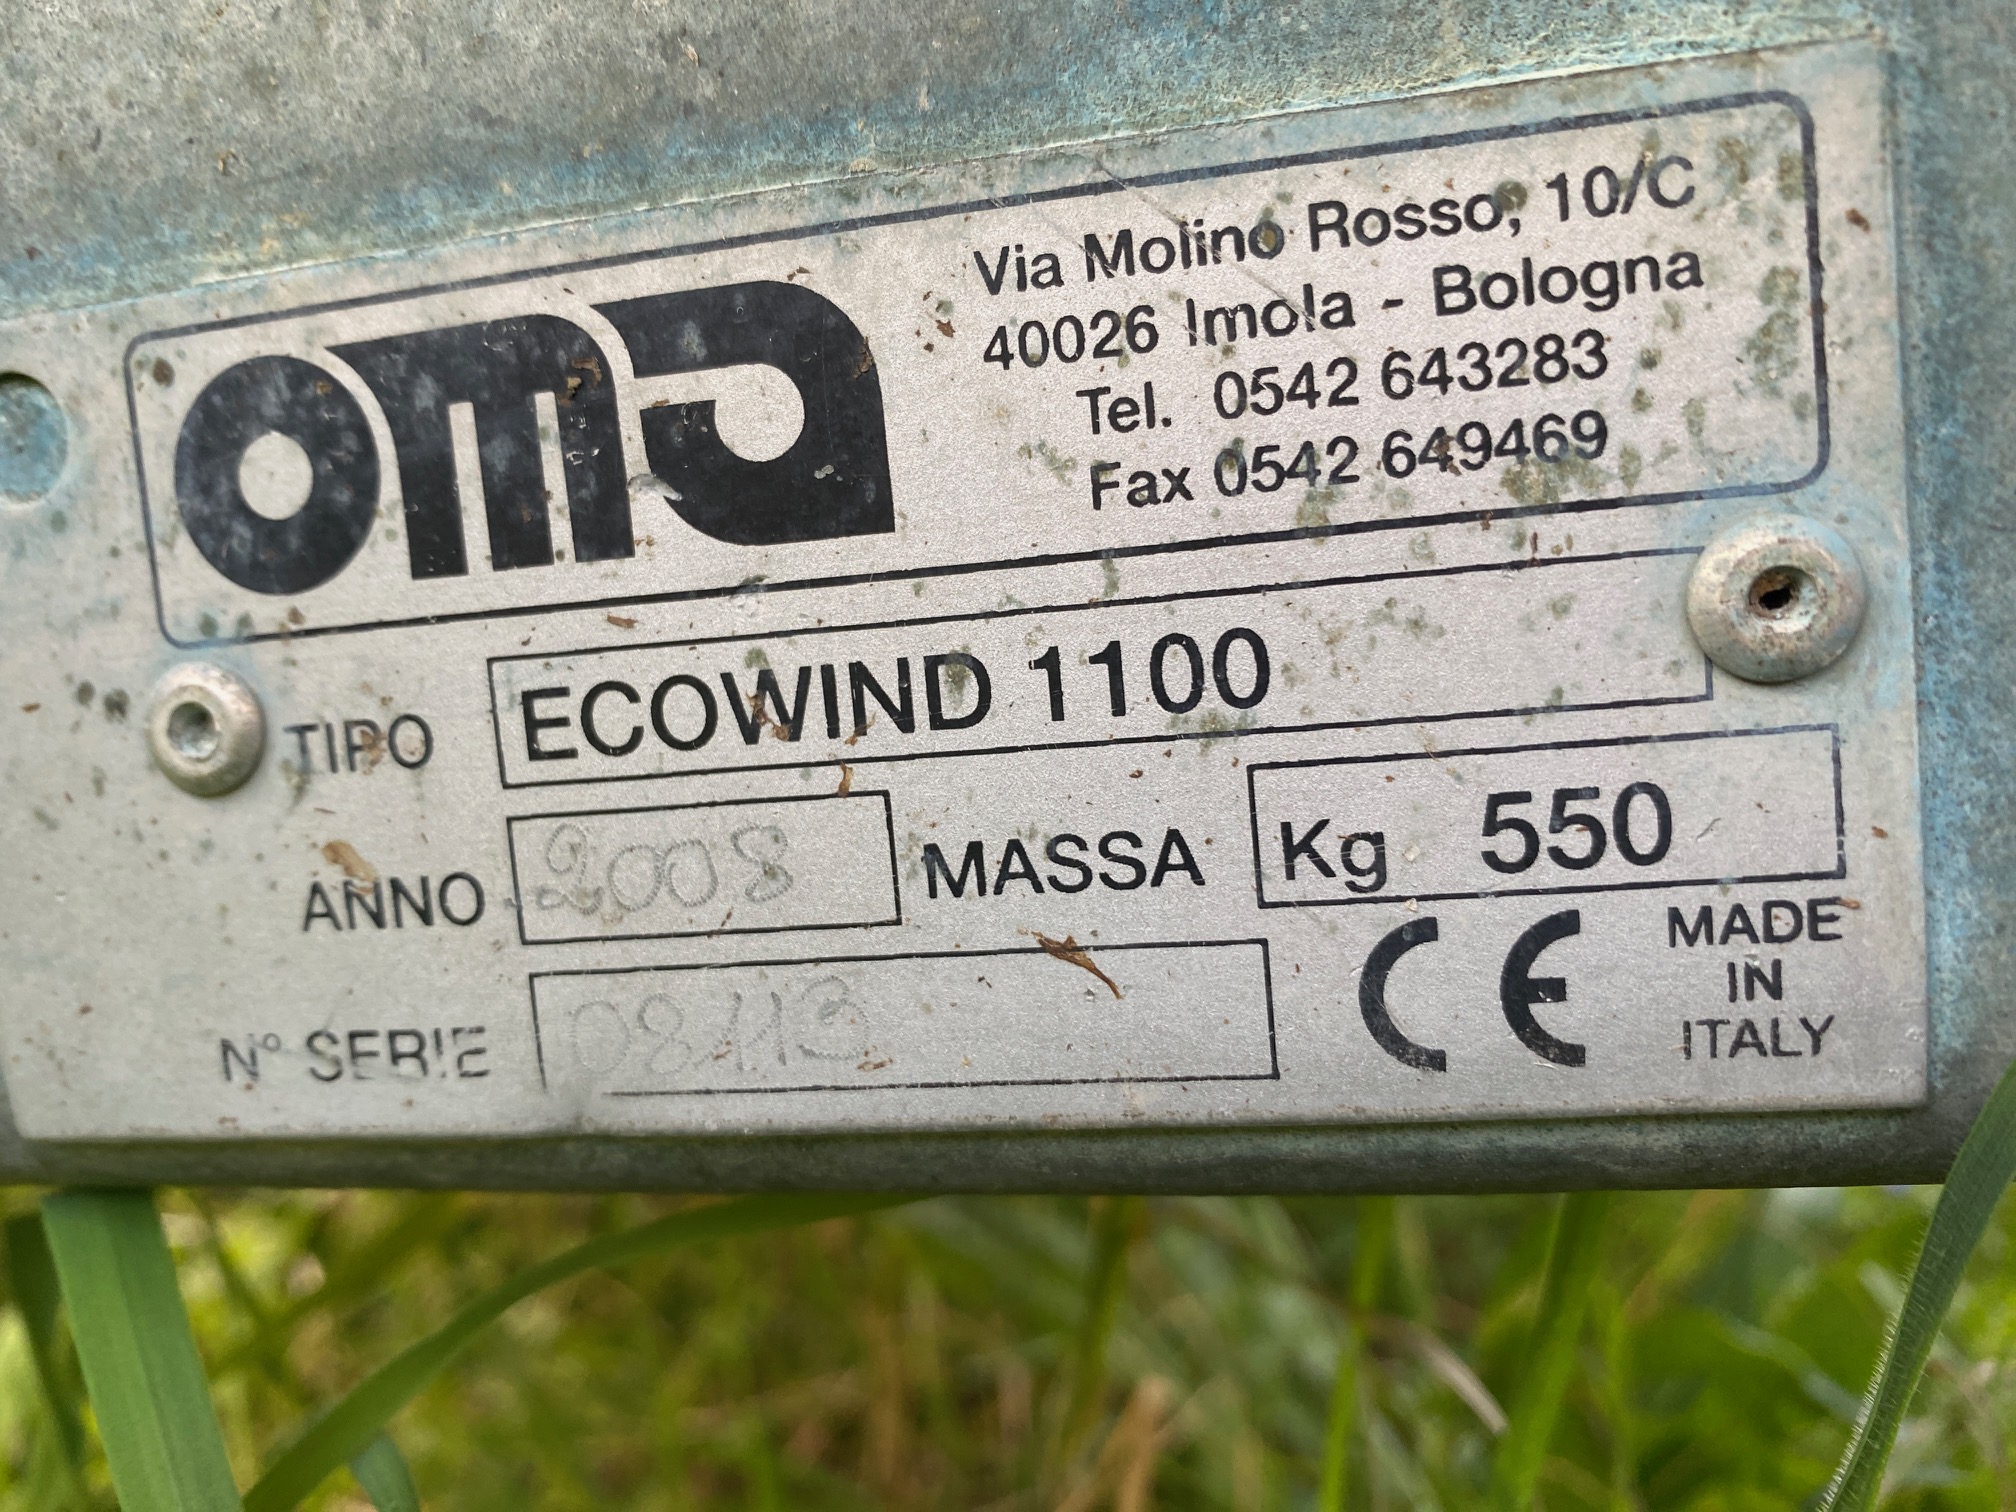 oma
Via Molino Rosso, 10/C
40026 Imola - Bologna
Tel. 0542 643283
Fax 0542 649469
TIPO ECOWIND 1100
ANNO 2008 MASSA Kg 550
N° SERIE 08113
CE MADE
IN
ITALY